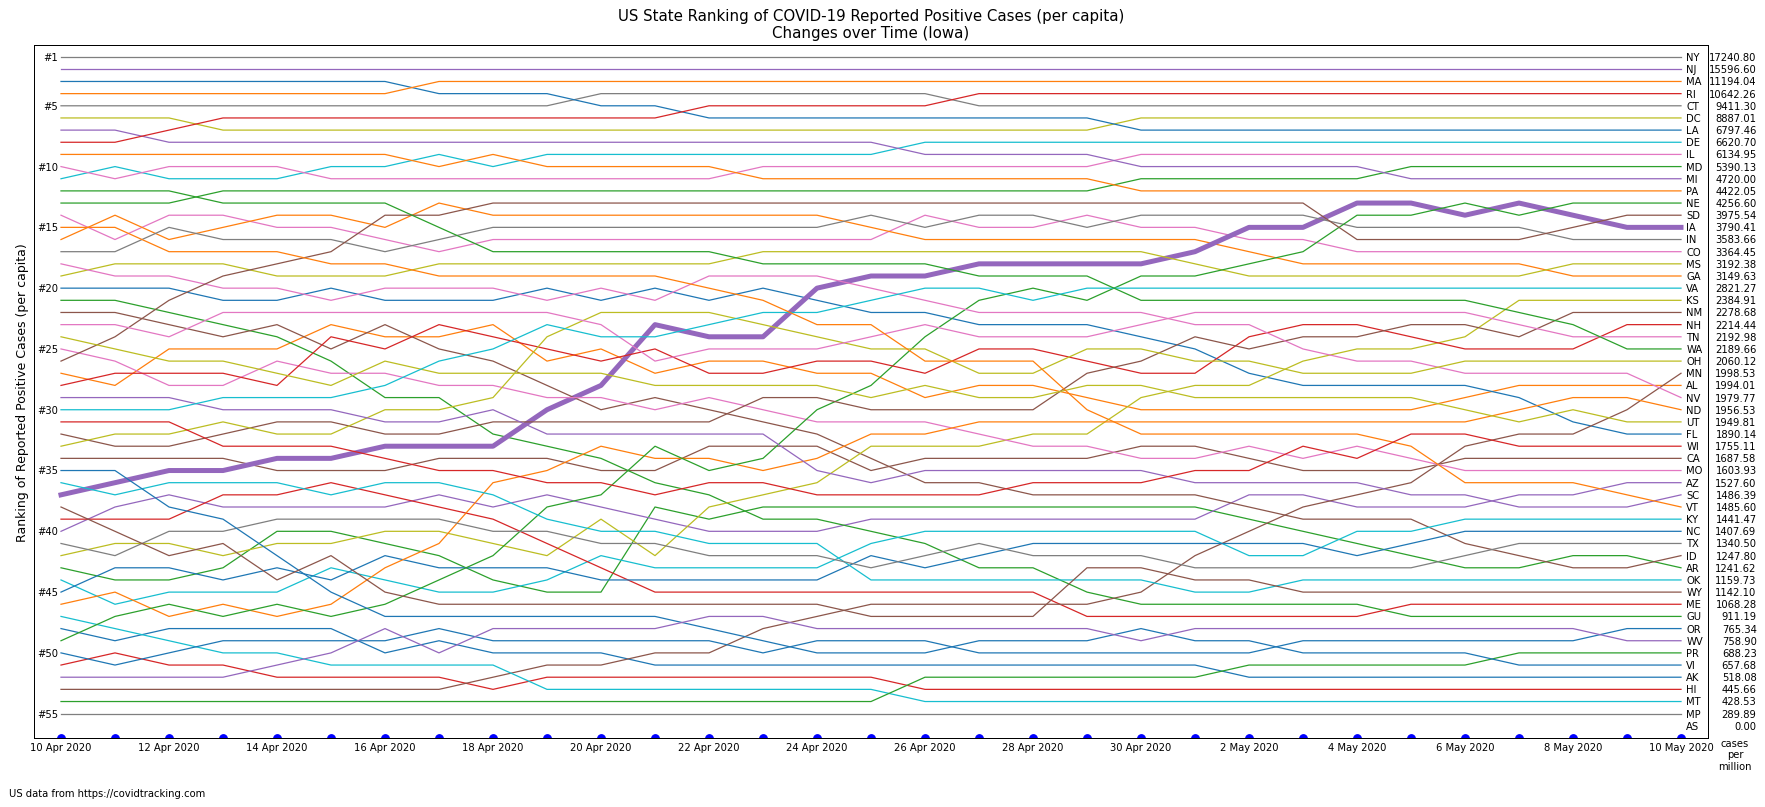 US State Ranking of COVID-19 Reported Positive Cases (per capita)
Changes over Time (Iowa)
Ranking of Reported Positive Cases (per capita)
#1
#5
#10
#15
#20
#25
#30
#35
#40
#45
#50
#55
NY 17240.80
NJ 15596.60
MA 11194.04
RI 10642.26
CT 9411.30
DC 8887.01
LA 6797.46
DE 6620.70
IL 6134.95
MD 5390.13
MI 4720.00
PA 4422.05
NE 4256.60
SD 3975.54
IA 3790.41
IN 3583.66
CO 3364.45
MS 3192.38
GA 3149.63
VA 2821.27
KS 2384.91
NM 2278.68
NH 2214.44
TN 2192.98
WA 2189.66
OH 2060.12
MN 1998.53
AL 1994.01
NV 1979.77
ND 1956.53
UT 1949.81
FL 1890.14
WI 1755.11
CA 1687.58
MO 1603.93
AZ 1527.60
SC 1486.39
VT 1485.60
KY 1441.47
NC 1407.69
TX 1340.50
ID 1247.80
AR 1241.62
OK 1159.73
WY 1142.10
ME 1068.28
GU 911.19
OR 765.34
WV 758.90
PR 688.23
VI 657.68
AK 518.08
HI 445.66
MT 428.53
MP 289.89
AS 0.00
10 Apr 2020 12 Apr 2020 14 Apr 2020 16 Apr 2020 18 Apr 2020 20 Apr 2020 22 Apr 2020 24 Apr 2020 26 Apr 2020 28 Apr 2020 30 Apr 2020 2 May 2020 4 May 2020 6 May 2020 8 May 2020 10 May 2020
cases
per
million
US data from https://covidtracking.com